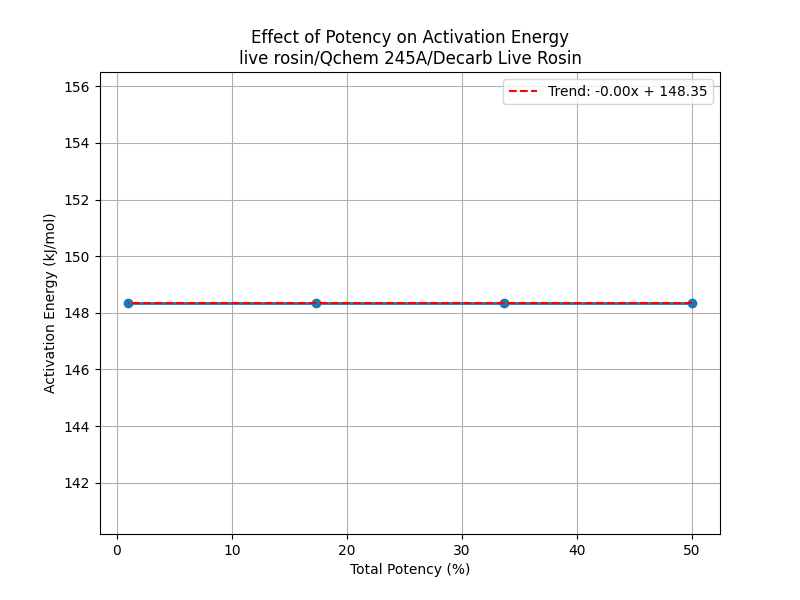 Effect of Potency on Activation Energy
live rosin/Qchem 245A/Decarb Live Rosin
Trend: -0.00x + 148.35
Activation Energy (kJ/mol)
156
154
152
150
148
146
144
142
0 10 20 30 40 50
Total Potency (%)